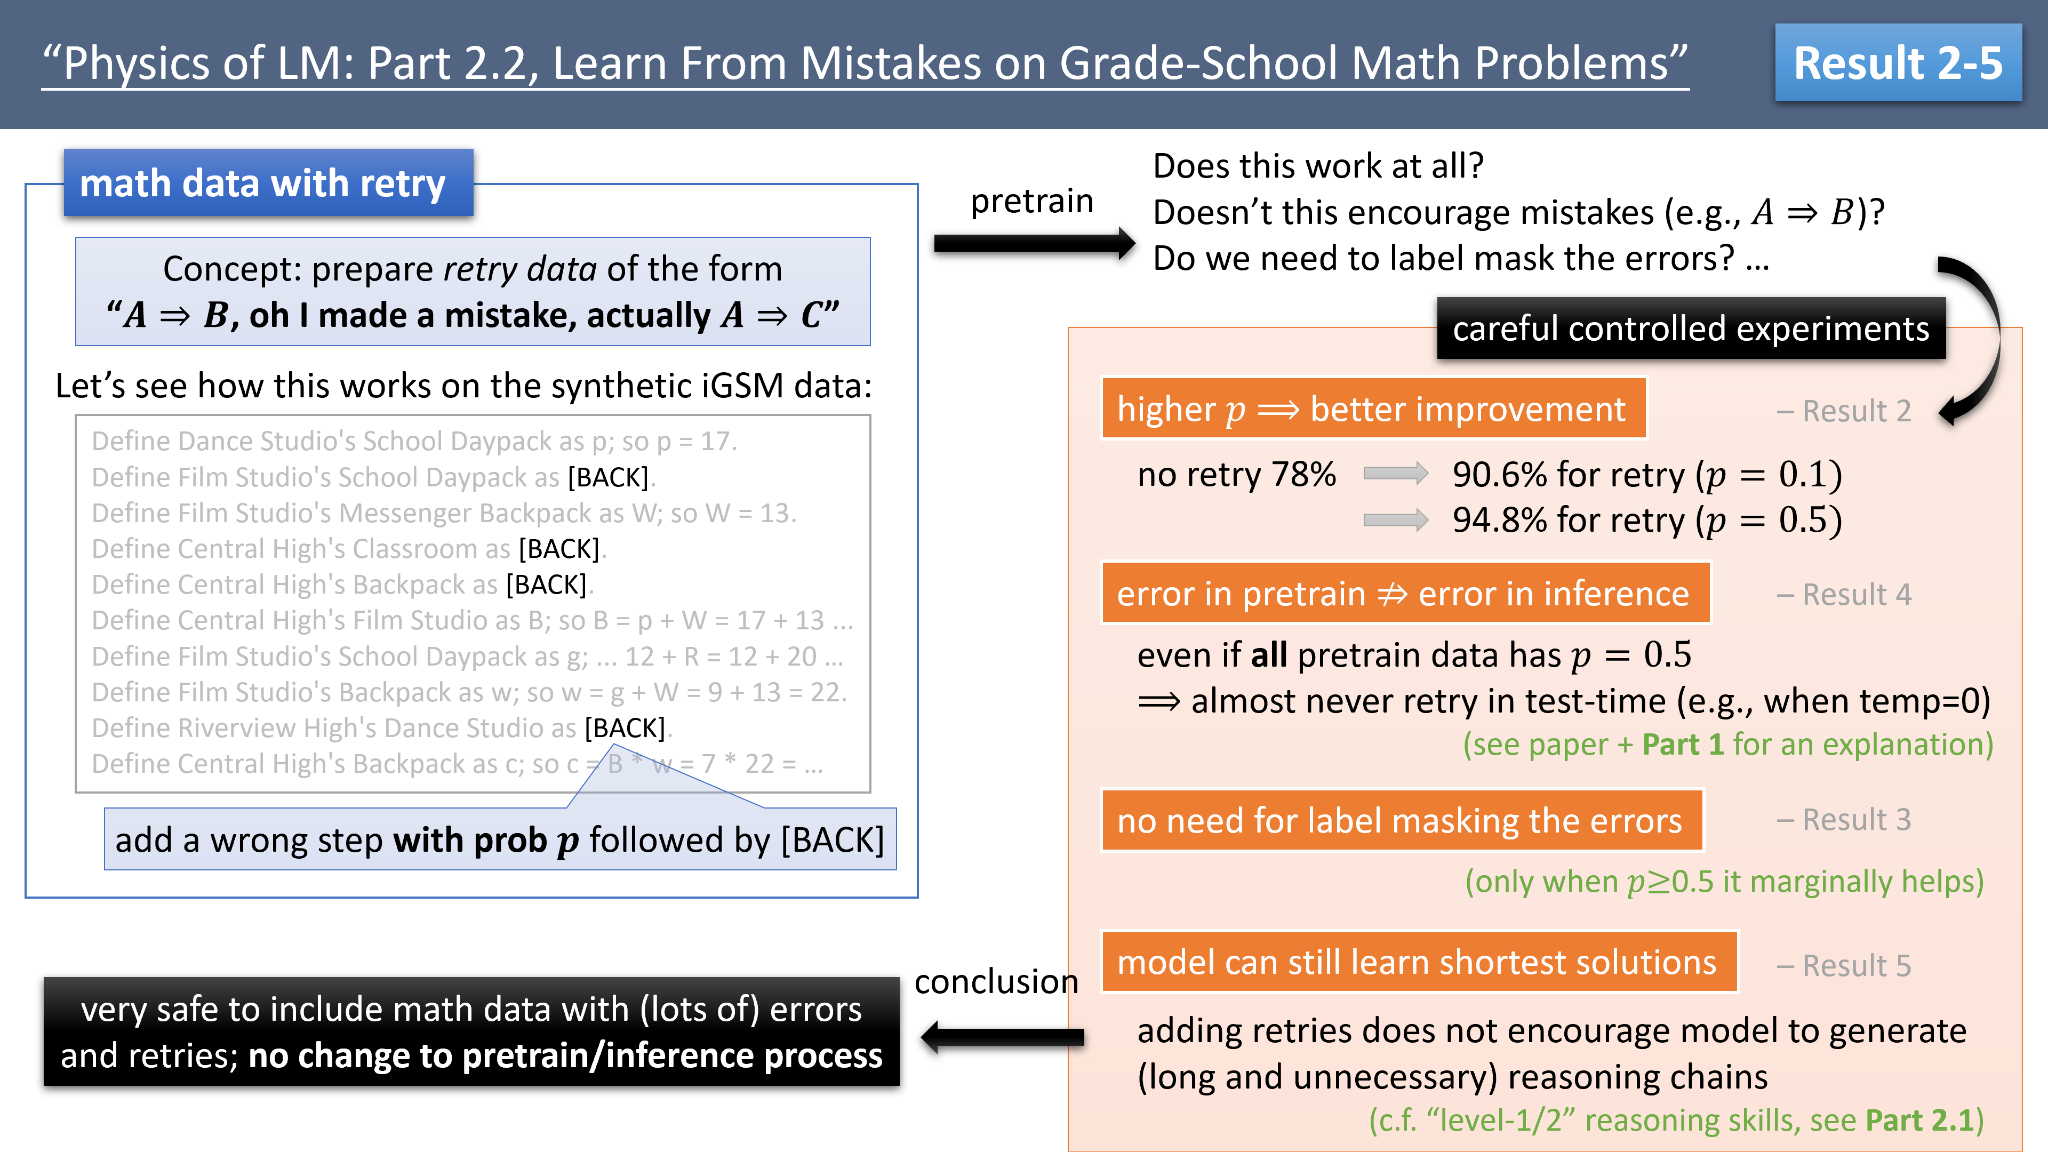 “Physics of LM: Part 2.2, Learn From Mistakes on Grade-School Math Problems”
Result 2-5
math data with retry
Concept: prepare retry data of the form
“A ⇒ B, oh I made a mistake, actually A ⇒ C”
Let’s see how this works on the synthetic iGSM data:
Define Dance Studio's School Daypack as p; so p = 17.
Define Film Studio's School Daypack as [BACK].
Define Film Studio's Messenger Backpack as W; so W = 13.
Define Central High's Classroom as [BACK].
Define Central High's Backpack as [BACK].
Define Central High's Film Studio as B; so B = p + W = 17 + 13 ...
Define Film Studio's School Daypack as g; ... 12 + R = 12 + 20 ...
Define Film Studio's Backpack as w; so w = g + W = 9 + 13 = 22.
Define Riverview High's Dance Studio as [BACK].
Define Central High's Backpack as c; so c = B * w = 7 * 22 = ...
add a wrong step with prob p followed by [BACK]
pretrain
Does this work at all?
Doesn’t this encourage mistakes (e.g., A ⇒ B)?
Do we need to label mask the errors? ...
careful controlled experiments
higher p ⟹ better improvement
– Result 2
no retry 78%
90.6% for retry (p = 0.1)
94.8% for retry (p = 0.5)
error in pretrain ⇏ error in inference
– Result 4
even if all pretrain data has p = 0.5
⟹ almost never retry in test-time (e.g., when temp=0)
(see paper + Part 1 for an explanation)
no need for label masking the errors
– Result 3
(only when p≥0.5 it marginally helps)
model can still learn shortest solutions
– Result 5
adding retries does not encourage model to generate
(long and unnecessary) reasoning chains
(c.f. “level-1/2” reasoning skills, see Part 2.1)
conclusion
very safe to include math data with (lots of) errors
and retries; no change to pretrain/inference process